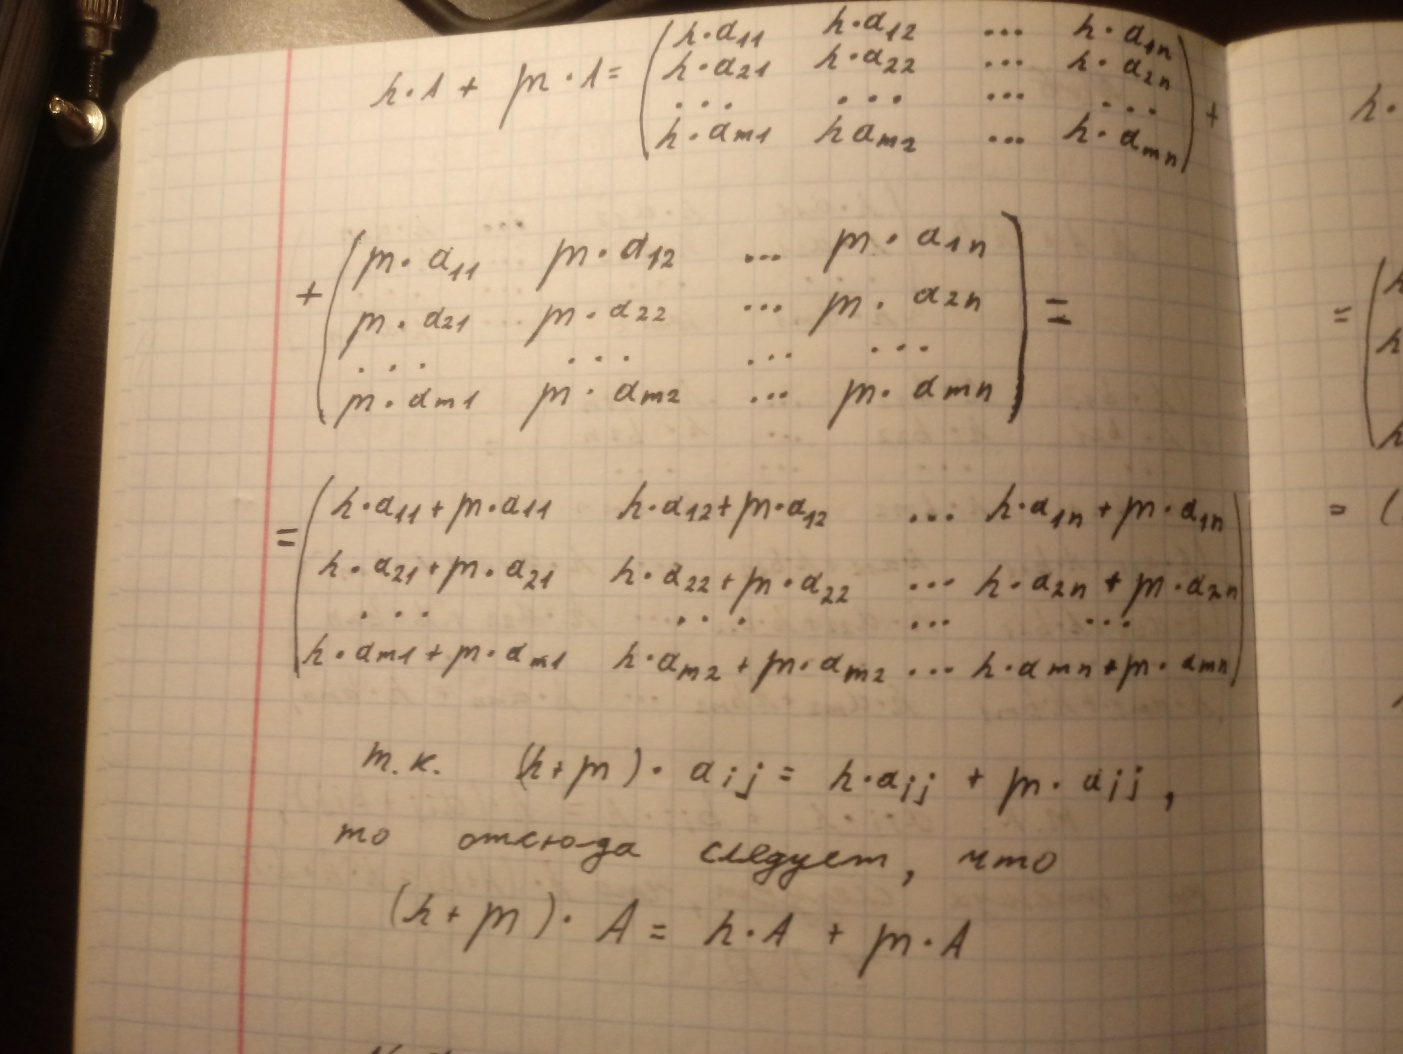 h·A + m·A= ( h·a11 h·a12 ... h·a1n
h·a21 h·a22 ... h·a2n
... ... ... ...
h·am1 ham2 ... h·amn ) +
+ ( m·a11 m·a12 ... m·a1n
m·a21 m·a22 ... m·a2n
... ... ... ...
m·am1 m·am2 ... m·amn ) =
= ( h·a11+m·a11 h·a12+m·a12 ... h·a1n+m·a1n
h·a21+m·a21 h·a22+m·a22 ... h·a2n+m·a2n
... ... ... ...
h·am1+m·am1 h·am2+m·am2 ... h·amn+m·amn )
т.к. (h+m)·aij= h·aij + m·aij,
то отсюда следует, что
(h+m)·A= h·A + m·A